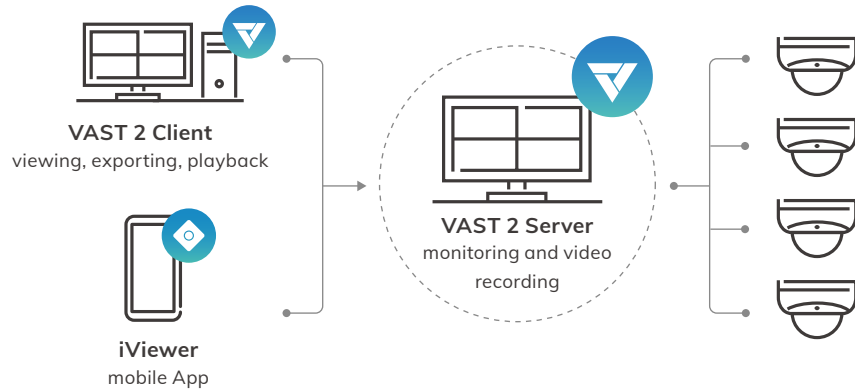 VAST 2 Client
viewing, exporting, playback
iViewer
mobile App
VAST 2 Server
monitoring and video
recording